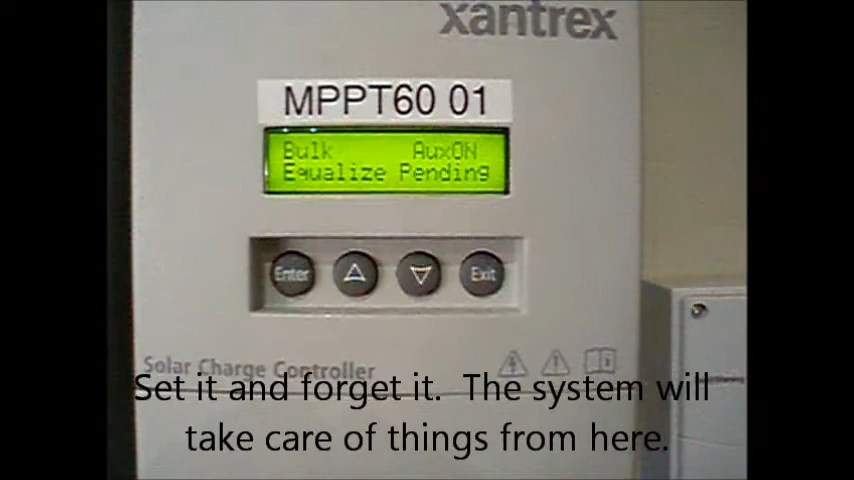 xantrex
MPPT60 01
Bulk AuxON
Equalize Pending
Enter Exit
Solar Charge Controller
Set it and forget it. The system will
take care of things from here.